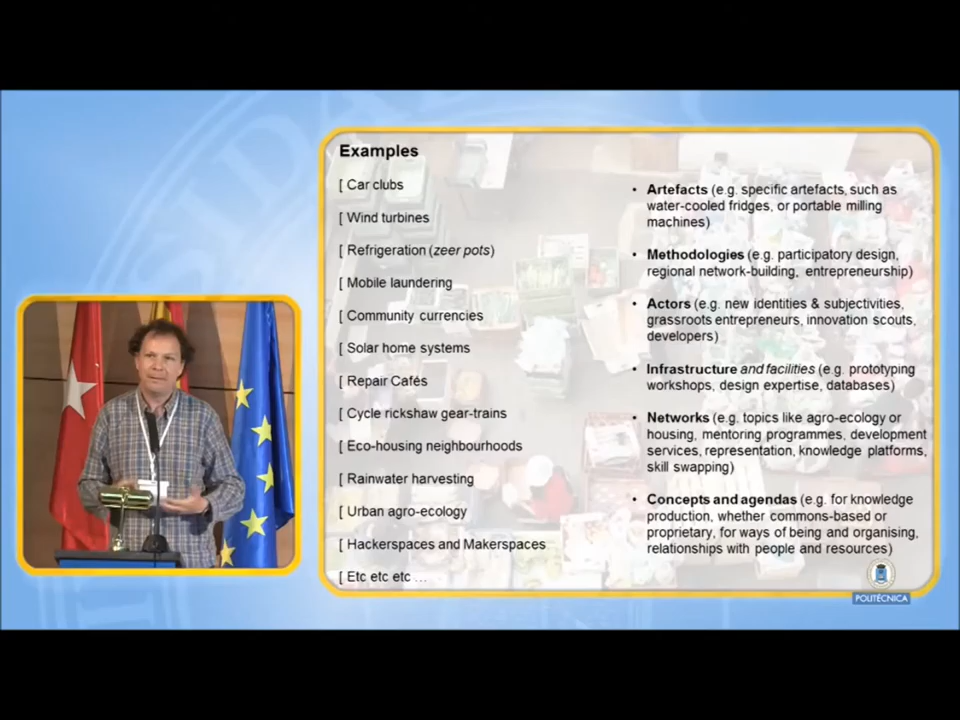 Examples
[ Car clubs
[ Wind turbines
[ Refrigeration (zeer pots)
[ Mobile laundering
[ Community currencies
[ Solar home systems
[ Repair Cafés
[ Cycle rickshaw gear-trains
[ Eco-housing neighbourhoods
[ Rainwater harvesting
[ Urban agro-ecology
[ Hackerspaces and Makerspaces
[ Etc etc etc …
• Artefacts (e.g. specific artefacts, such as
water-cooled fridges, or portable milling
machines)
• Methodologies (e.g. participatory design,
regional network-building, entrepreneurship)
• Actors (e.g. new identities & subjectivities,
grassroots entrepreneurs, innovation scouts,
developers)
• Infrastructure and facilities (e.g. prototyping
workshops, design expertise, databases)
• Networks (e.g. topics like agro-ecology or
housing, mentoring programmes, development
services, representation, knowledge platforms,
skill swapping)
• Concepts and agendas (e.g. for knowledge
production, whether commons-based or
proprietary, for ways of being and organising,
relationships with people and resources)
POLITÉCNICA